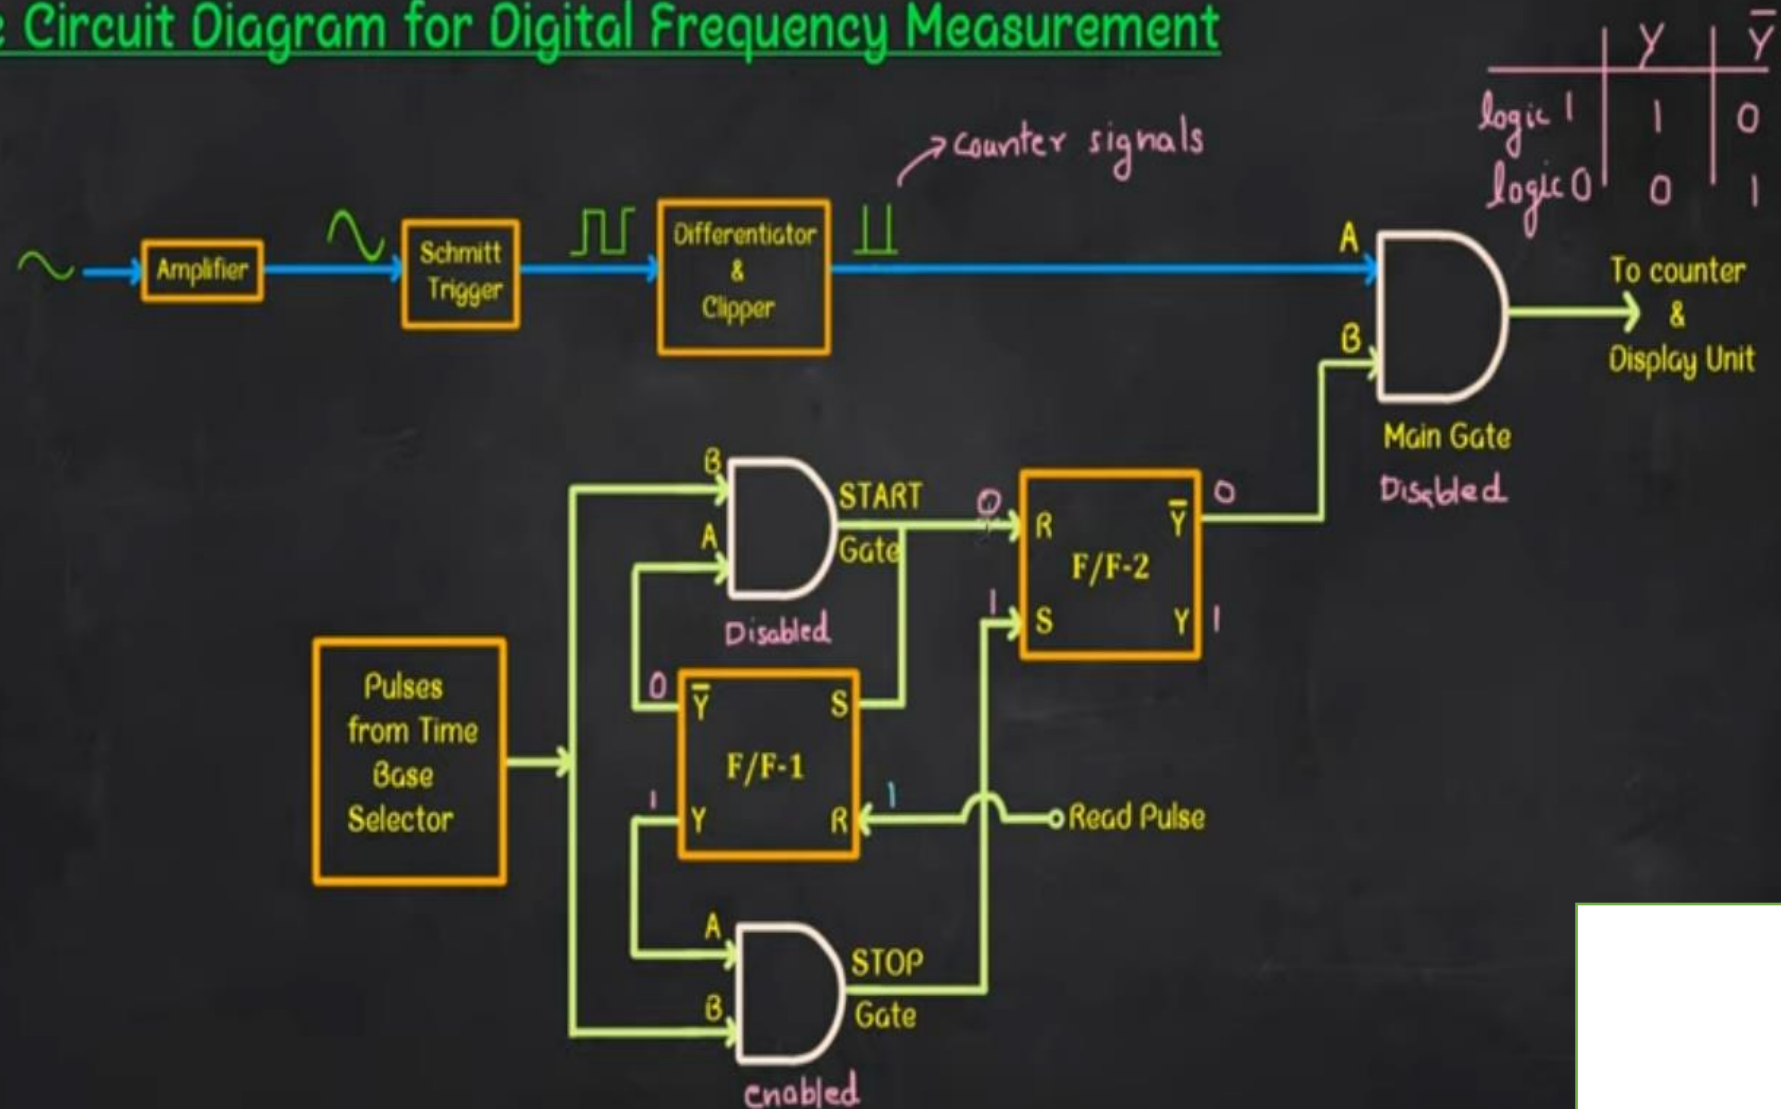 Circuit Diagram for Digital Frequency Measurement
Y Ȳ
logic 1 1 0
logic 0 0 1
counter signals
Amplifier
Schmitt
Trigger
Differentiator
&
Clipper
A
B
To counter
&
Display Unit
Main Gate
Disabled
B
A
START
Gate
Disabled
0
R
1
S
F/F-2
Ȳ 0
Y 1
Pulses
from Time
Base
Selector
0 Ȳ
S
F/F-1
1 Y
R 1
Read Pulse
A
B
STOP
Gate
enabled